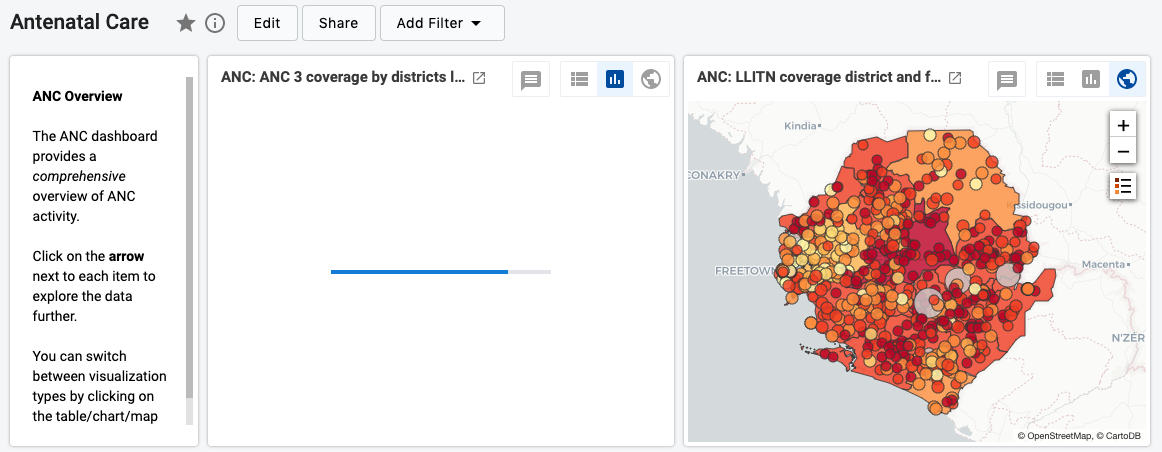 Antenatal Care
Edit
Share
Add Filter
ANC Overview
The ANC dashboard
provides a
comprehensive
overview of ANC
activity.
Click on the arrow
next to each item to
explore the data
further.
You can switch
between visualization
types by clicking on
the table/chart/map
ANC: ANC 3 coverage by districts l...
ANC: LLITN coverage district and f...
Kindia
CONAKRY
FREETOWN
Kissidougou
Macenta
N'ZÉR
+
−
© OpenStreetMap, © CartoDB